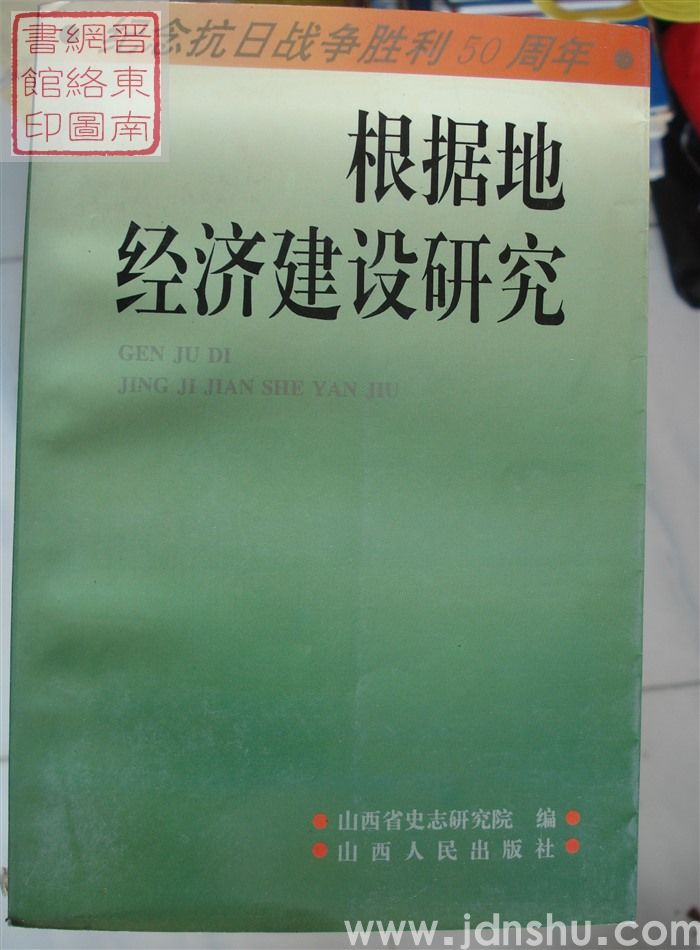 晋東南
網絡圖
書館印
纪念抗日战争胜利50周年
根据地
经济建设研究
GEN JU DI
JING JI JIAN SHE YAN JIU
山西省史志研究院 编
山西人民出版社
www.jdnshu.com